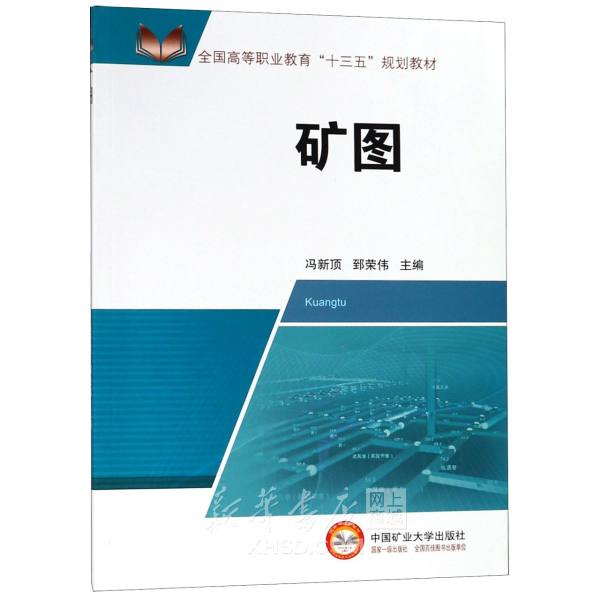 全国高等职业教育“十三五”规划教材
矿图
冯新顶 郅荣伟 主编
Kuangtu
中国矿业大学出版社
国家一级出版社 全国百佳图书出版单位
新华书店
网上商城
XHSD.COM